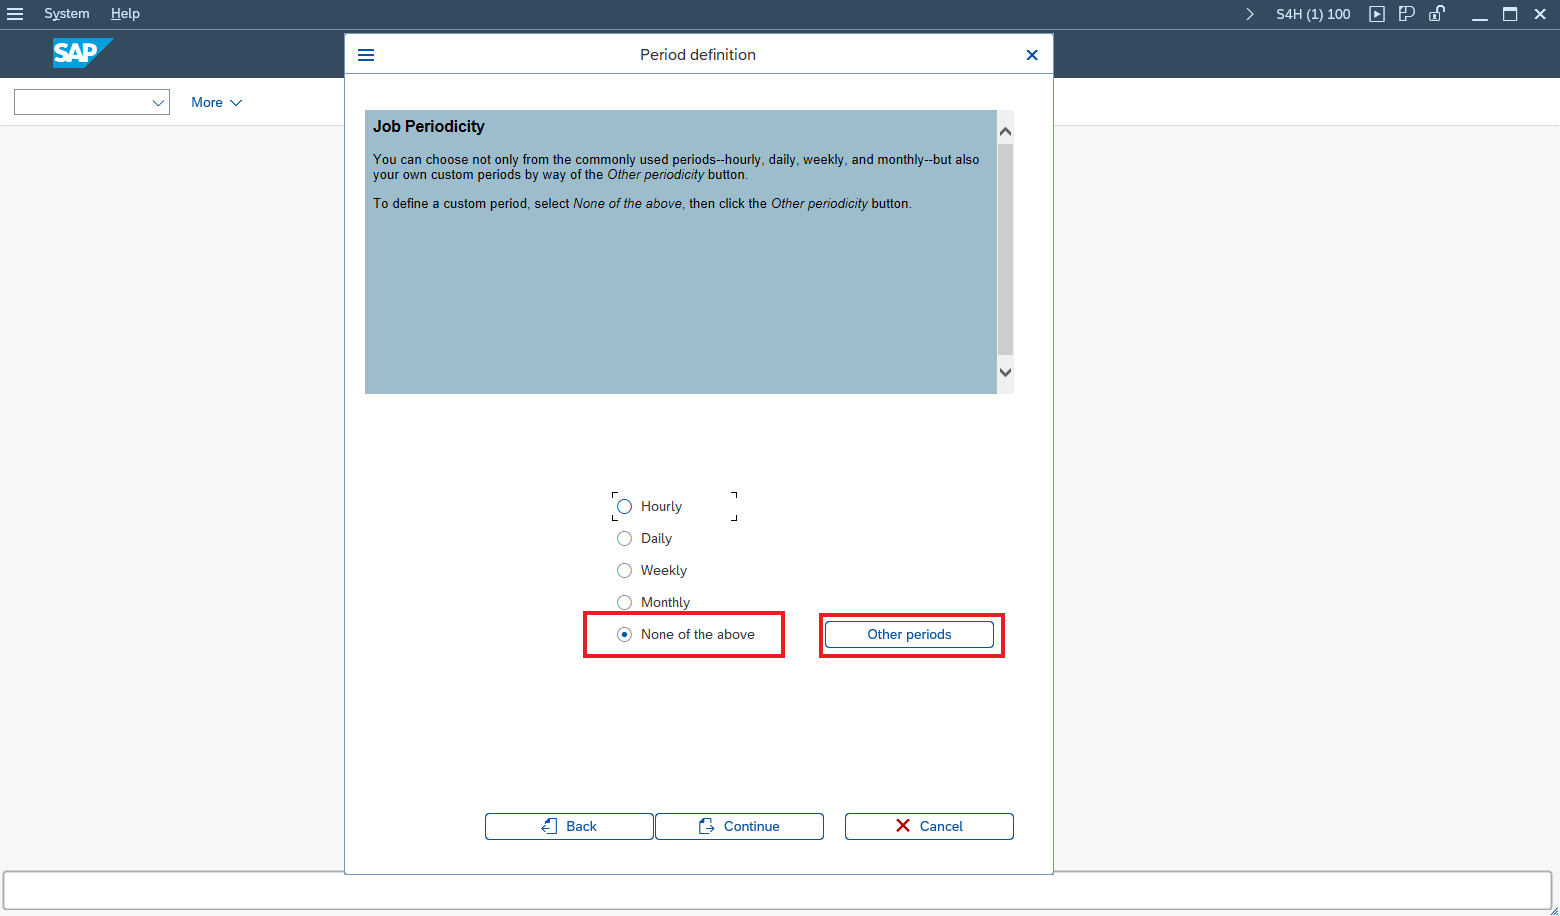 System Help S4H (1) 100
SAP
Period definition
More
Job Periodicity
You can choose not only from the commonly used periods--hourly, daily, weekly, and monthly--but also
your own custom periods by way of the Other periodicity button.
To define a custom period, select None of the above, then click the Other periodicity button.
Hourly
Daily
Weekly
Monthly
None of the above Other periods
Back Continue Cancel